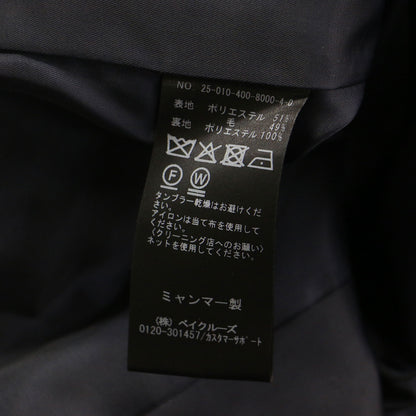 NO. 25-010-400-8000-4-0
表地 ポリエステル 51%
毛 49%
裏地 ポリエステル100%
F W
タンブラー乾燥はお避けくだ
さい。
アイロンは当て布を使用して
ください。
<クリーニング店へのお願い>
ネットを使用してください。
ミャンマー製
(株) ベイクルーズ
0120-301457/カスタマーサポート